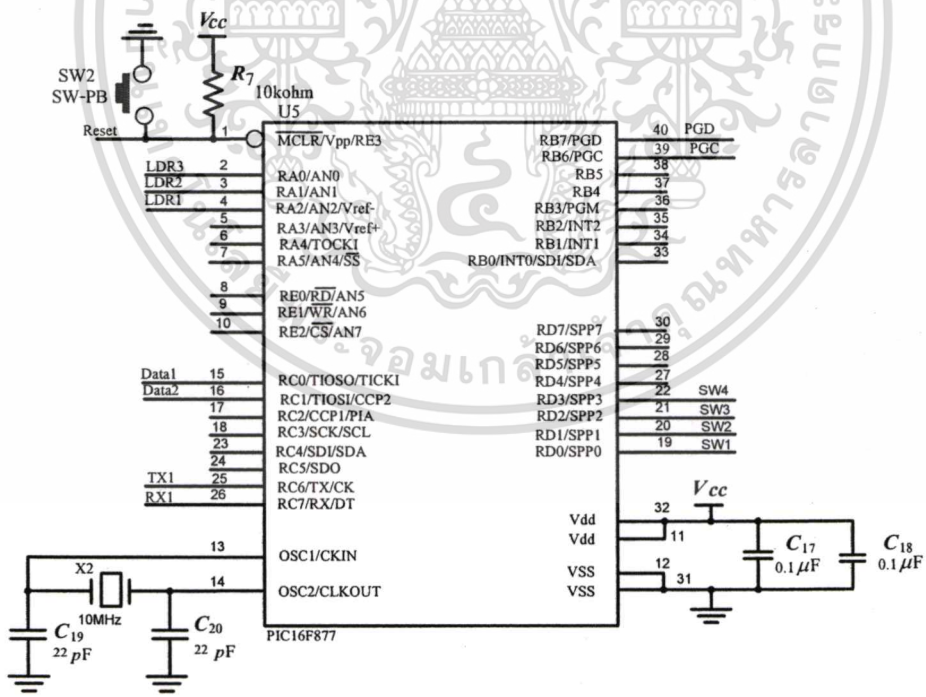 Vcc
SW2
SW-PB
R7
10kohm
U5
Reset
1
MCLR/Vpp/RE3
LDR3 2 RA0/AN0
LDR2 3 RA1/AN1
LDR1 4 RA2/AN2/Vref-
5 RA3/AN3/Vref+
6 RA4/TOCKI
7 RA5/AN4/SS
8 RE0/RD/AN5
9 RE1/WR/AN6
10 RE2/CS/AN7
Data1 15 RC0/TIOSO/TICKI
Data2 16 RC1/TIOSI/CCP2
17 RC2/CCP1/PIA
18 RC3/SCK/SCL
23 RC4/SDI/SDA
24 RC5/SDO
TX1 25 RC6/TX/CK
RX1 26 RC7/RX/DT
13 OSC1/CKIN
14 OSC2/CLKOUT
X2
10MHz
C19
22 pF
C20
22 pF
PIC16F877
RB7/PGD 40 PGD
RB6/PGC 39 PGC
RB5 38
RB4 37
RB3/PGM 36
RB2/INT2 35
RB1/INT1 34
RB0/INT0/SDI/SDA 33
RD7/SPP7 30
RD6/SPP6 29
RD5/SPP5 28
RD4/SPP4 27
RD3/SPP3 22 SW4
RD2/SPP2 21 SW3
RD1/SPP1 20 SW2
RD0/SPP0 19 SW1
Vcc
Vdd 32
Vdd 11
VSS 12
VSS 31
C17
0.1 μF
C18
0.1 μF